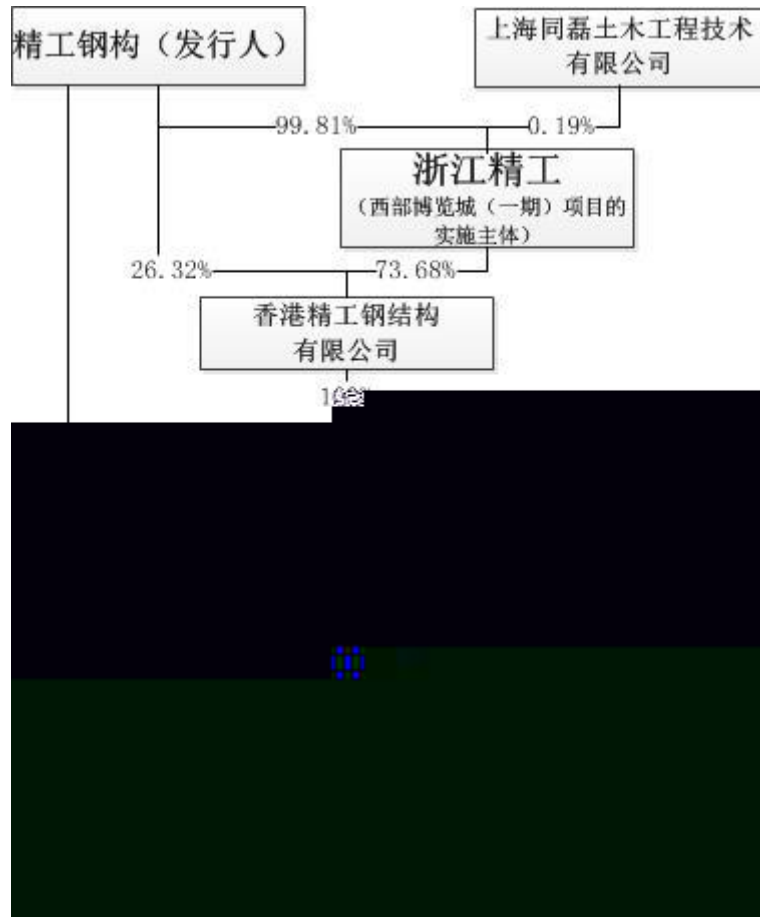 精工钢构（发行人）
上海同磊土木工程技术
有限公司
99.81%
0.19%
浙江精工
（西部博览城（一期）项目的
实施主体）
26.32%
73.68%
香港精工钢结构
有限公司